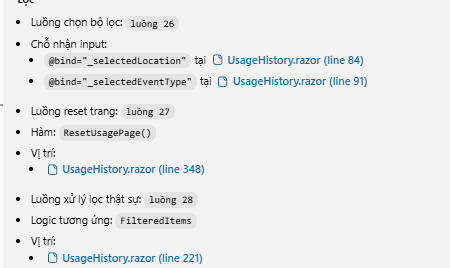 Lọc
Luồng chọn bộ lọc: luồng 26
Chỗ nhận input:
@bind="_selectedLocation" tại UsageHistory.razor (line 84)
@bind="_selectedEventType" tại UsageHistory.razor (line 91)
Luồng reset trang: luồng 27
Hàm: ResetUsagePage()
Vị trí:
UsageHistory.razor (line 348)
Luồng xử lý lọc thật sự: luồng 28
Logic tương ứng: FilteredItems
Vị trí:
UsageHistory.razor (line 221)